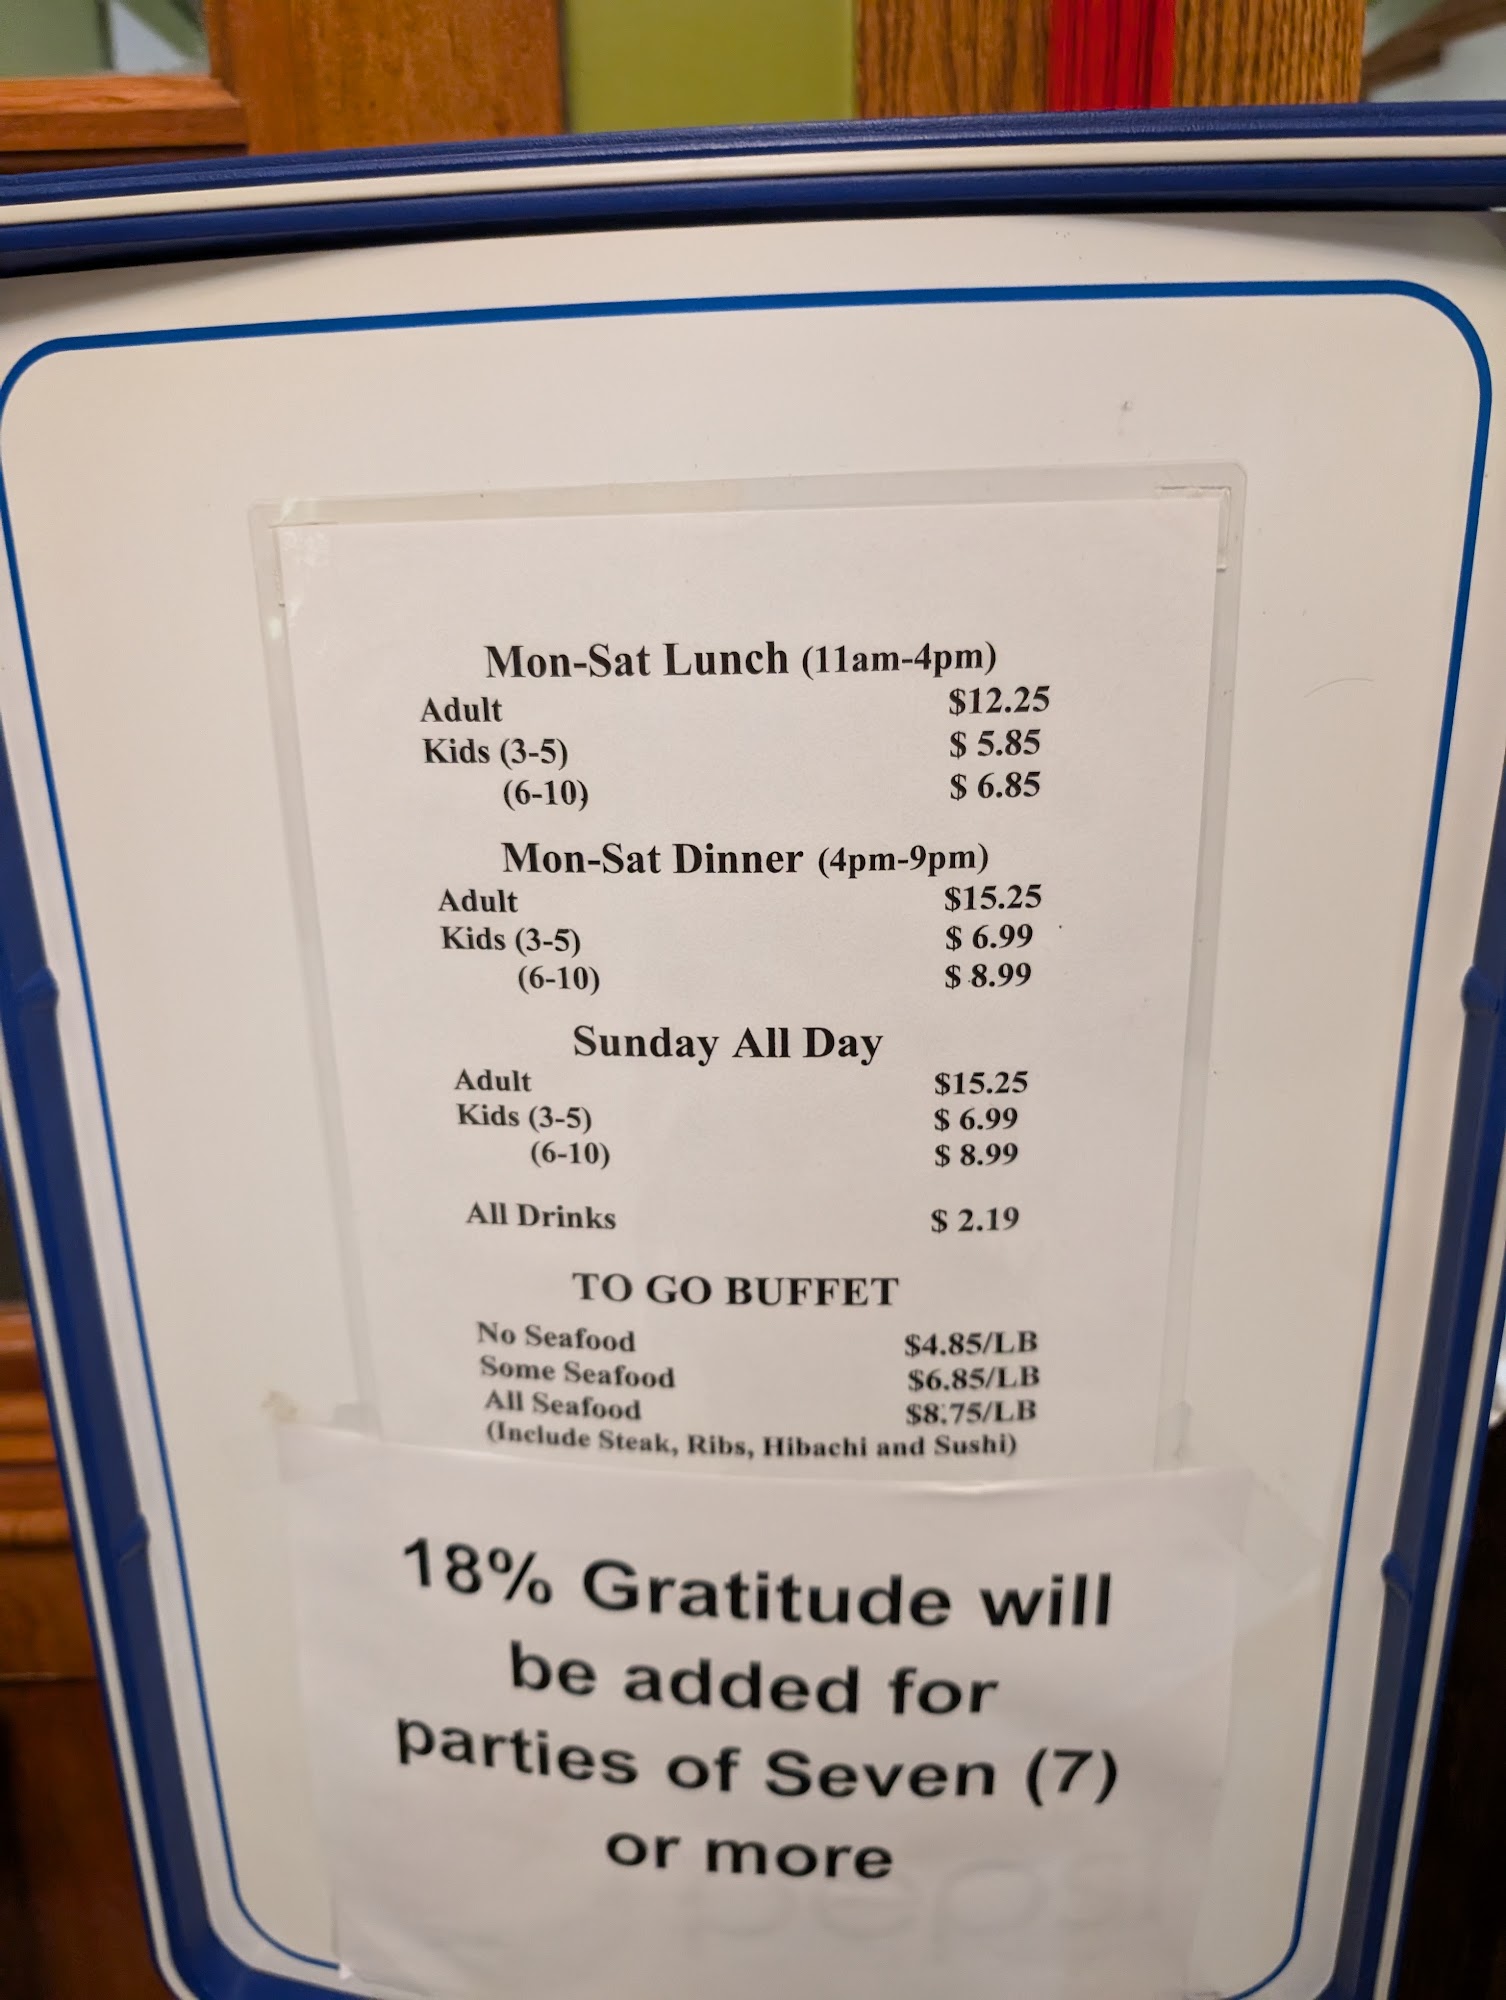 Mon-Sat Lunch (11am-4pm)
Adult $12.25
Kids (3-5) $ 5.85
(6-10) $ 6.85
Mon-Sat Dinner (4pm-9pm)
Adult $15.25
Kids (3-5) $ 6.99
(6-10) $ 8.99
Sunday All Day
Adult $15.25
Kids (3-5) $ 6.99
(6-10) $ 8.99
All Drinks $ 2.19
TO GO BUFFET
No Seafood $4.85/LB
Some Seafood $6.85/LB
All Seafood $8.75/LB
(Include Steak, Ribs, Hibachi and Sushi)
18% Gratitude will
be added for
parties of Seven (7)
or more